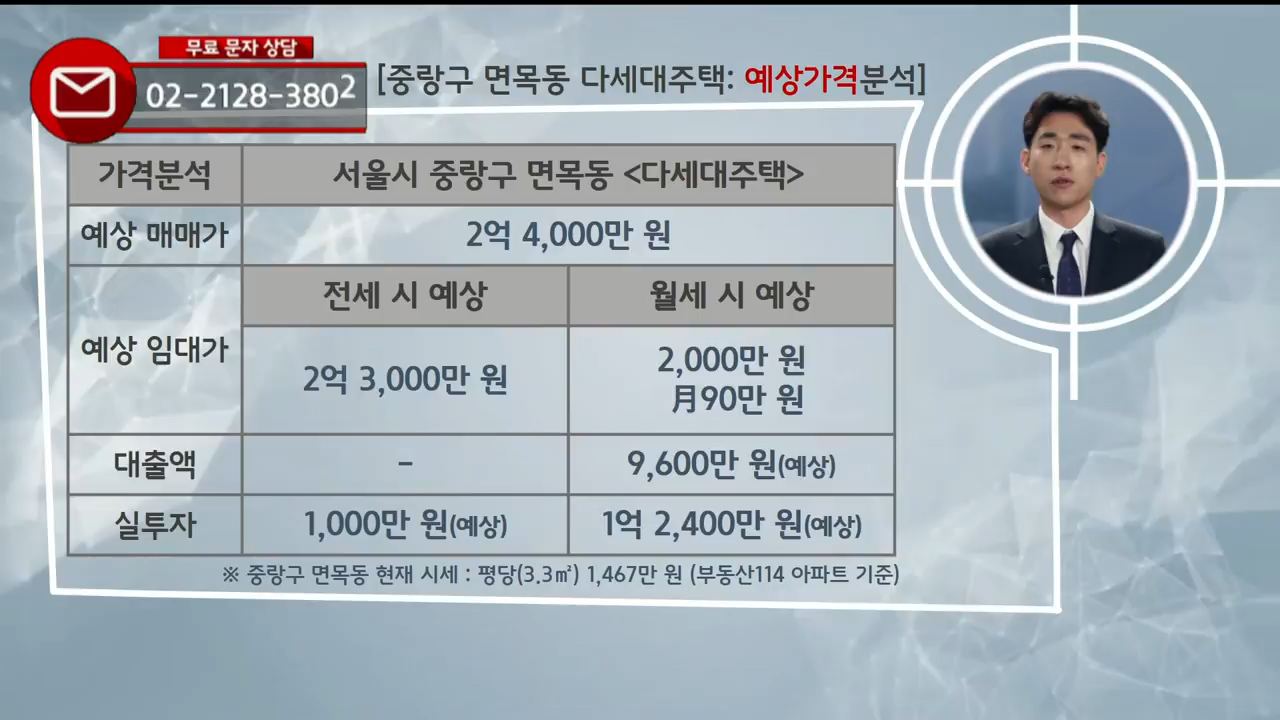 무료 문자 상담
02-2128-3802
[중랑구 면목동 다세대주택: 예상가격분석]
가격분석 서울시 중랑구 면목동 <다세대주택>
예상 매매가 2억 4,000만 원
전세 시 예상 월세 시 예상
예상 임대가 2억 3,000만 원 2,000만 원
月90만 원
대출액 - 9,600만 원(예상)
실투자 1,000만 원(예상) 1억 2,400만 원(예상)
※ 중랑구 면목동 현재 시세 : 평당(3.3㎡) 1,467만 원 (부동산114 아파트 기준)